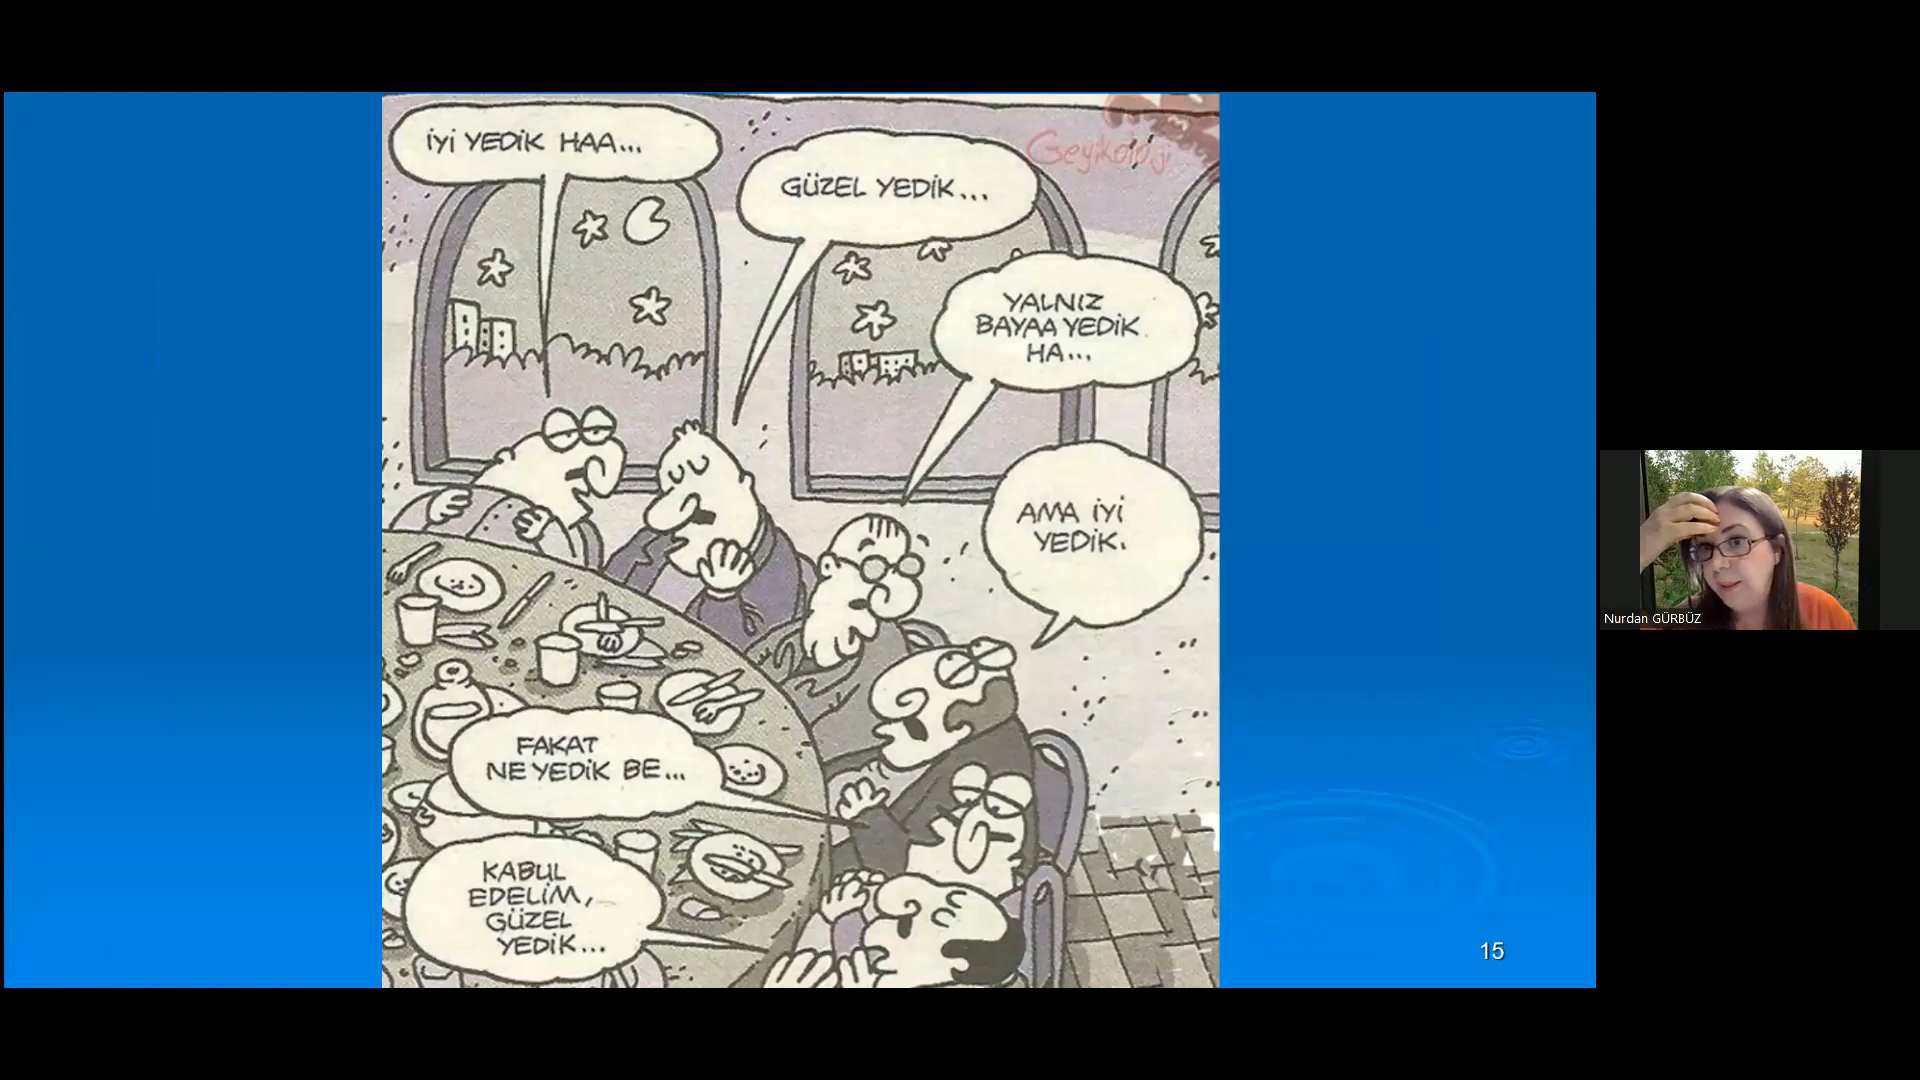 İYİ YEDİK HAA...
GÜZEL YEDİK...
Geyikoloji
YALNIZ
BAYAA YEDİK
HA...
AMA İYİ
YEDİK.
FAKAT
NE YEDİK BE...
KABUL
EDELİM,
GÜZEL
YEDİK...
15
Nurdan GÜRBÜZ